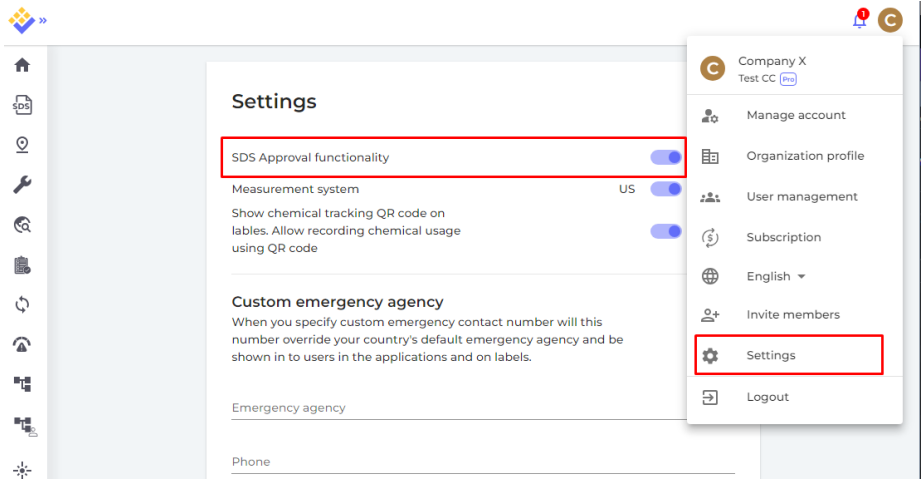 »
1
C
C
Company X
Test CC Pro
SDS
Settings
Manage account
Organization profile
SDS Approval functionality
Measurement system US
User management
Show chemical tracking QR code on
lables. Allow recording chemical usage
using QR code
Subscription
English
Custom emergency agency
When you specify custom emergency contact number will this
number override your country's default emergency agency and be
shown in to users in the applications and on labels.
Invite members
Settings
Logout
Emergency agency
Phone